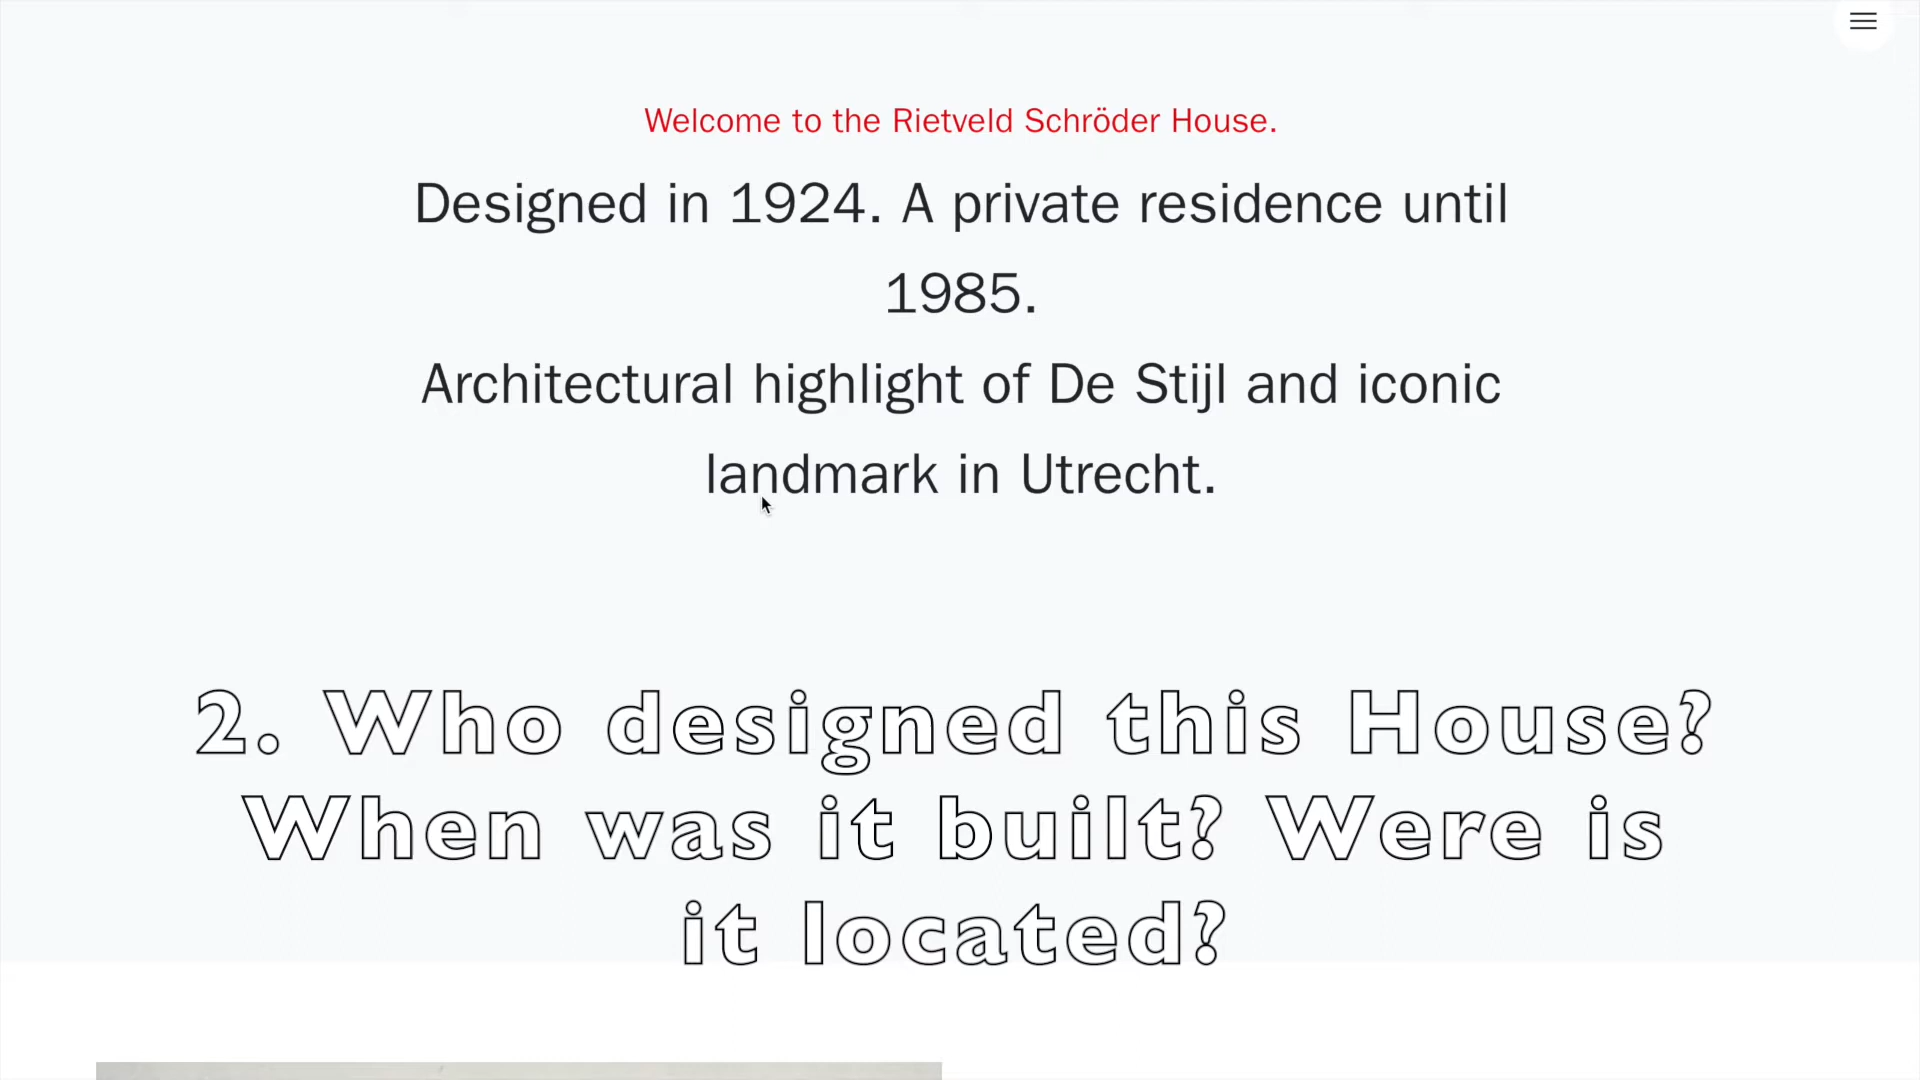 Welcome to the Rietveld Schröder House.
Designed in 1924. A private residence until
1985.
Architectural highlight of De Stijl and iconic
landmark in Utrecht.
2. Who designed this House?
When was it built? Were is
it located?